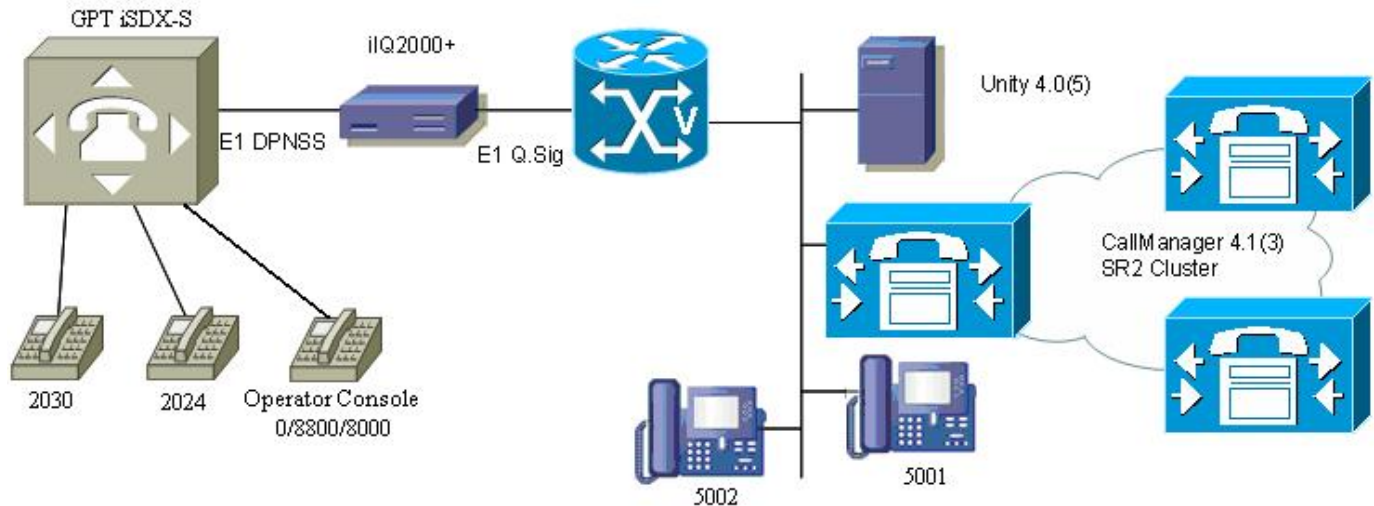 GPT iSDX-S
iIQ2000+
E1 DPNSS
E1 Q.Sig
V
Unity 4.0(5)
CallManager 4.1(3)
SR2 Cluster
2030
2024
Operator Console
0/8800/8000
5002
5001